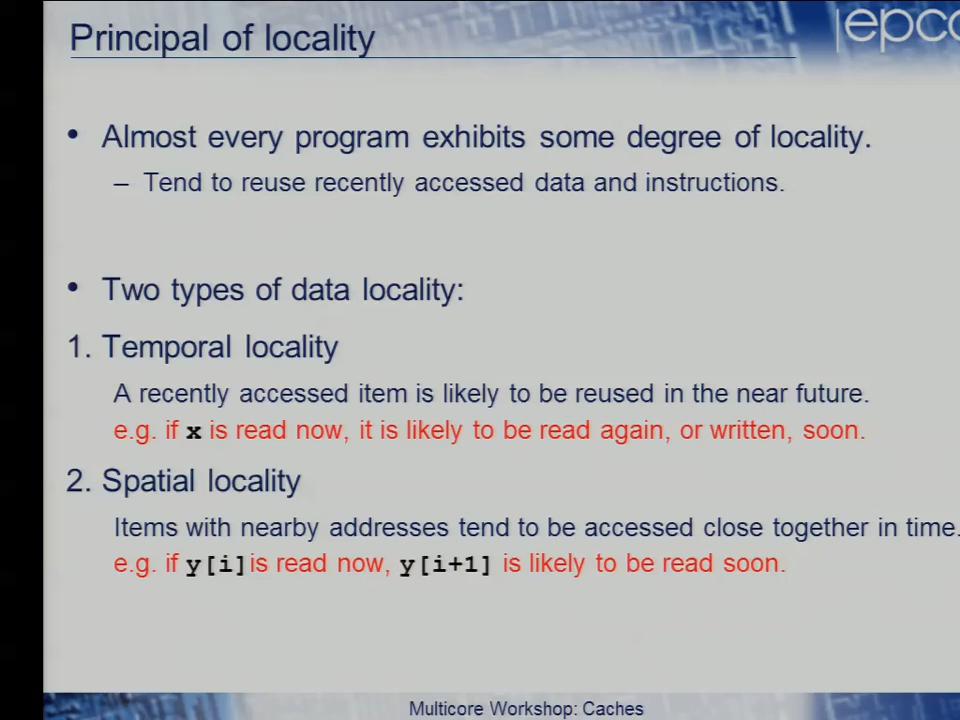 Principal of locality
|epcc
• Almost every program exhibits some degree of locality.
– Tend to reuse recently accessed data and instructions.
• Two types of data locality:
1. Temporal locality
A recently accessed item is likely to be reused in the near future.
e.g. if x is read now, it is likely to be read again, or written, soon.
2. Spatial locality
Items with nearby addresses tend to be accessed close together in time.
e.g. if y[i]is read now, y[i+1] is likely to be read soon.
Multicore Workshop: Caches